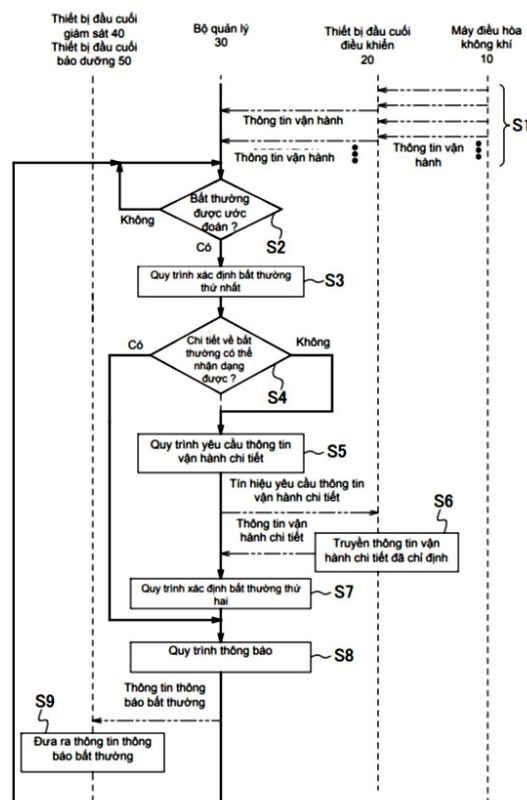 Thiết bị đầu cuối
giám sát 40
Thiết bị đầu cuối
bảo dưỡng 50
Bộ quản lý
30
Thiết bị đầu cuối
điều khiển
20
Máy điều hòa
không khí
10
S1
Thông tin vận hành
Thông tin vận hành
Thông tin vận
hành
Bất thường
được ước
đoán ?
Không
S2
Có
Quy trình xác định bất thường
thứ nhất
S3
Có
Chi tiết về bất
thường có thể
nhận dạng
được ?
Không
S4
Quy trình yêu cầu thông tin
vận hành chi tiết
S5
Tín hiệu yêu cầu thông tin
vận hành chi tiết
S6
Thông tin vận
hành chi tiết
Truyền thông tin vận
hành chi tiết đã chỉ định
Quy trình xác định bất thường thứ
hai
S7
Quy trình thông báo
S8
Thông tin thông
báo bất thường
S9
Đưa ra thông tin thông
báo bất thường